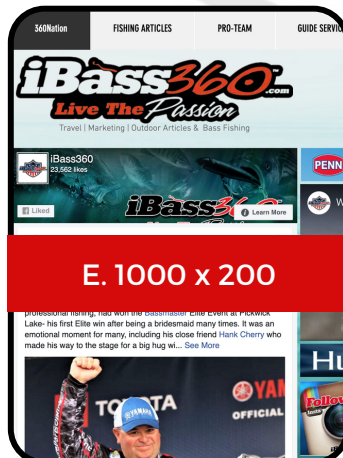 360Nation
FISHING ARTICLES
PRO-TEAM
GUIDE SERVIC
iBass360.com
Live The Passion
Travel | Marketing | Outdoor Articles & Bass Fishing
iBass360
23,562 likes
PENN
W
Liked
iBass36
Learn More
E. 1000 x 200
professional fishing, had won the Bassmaster Elite Event at Pickwick
Lake- his first Elite win after being a bridesmaid many times. It was an
emotional moment for many, including his close friend Hank Cherry who
made his way to the stage for a big hug wi... See More
Hu
TOYOTA
YAM
OFFICIAL
YAMAHA
Follow